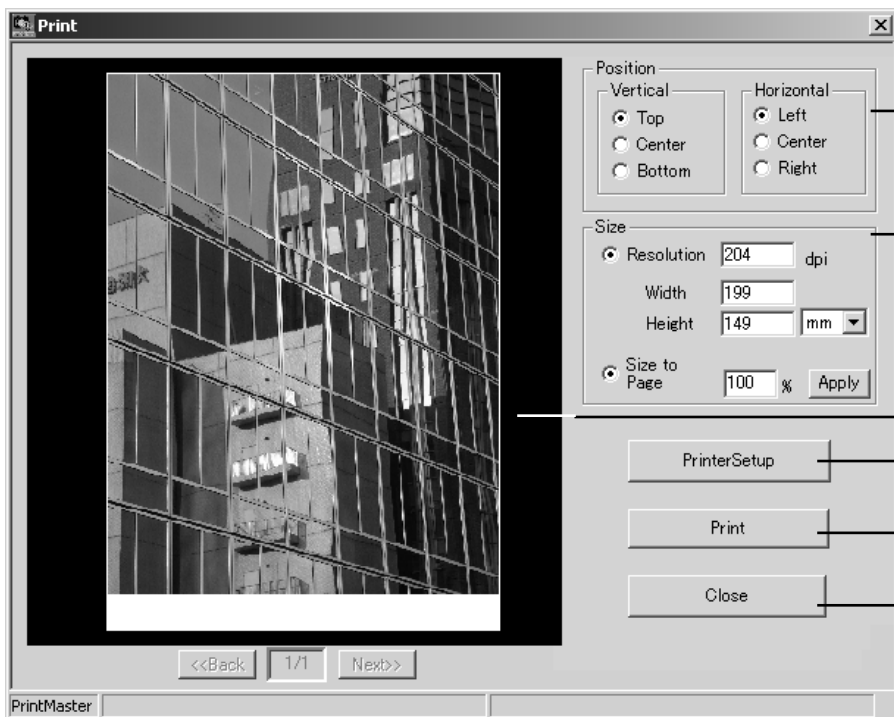 Print
Position
Vertical
Top
Center
Bottom
Horizontal
Left
Center
Right
Size
Resolution 204 dpi
Width 199
Height 149 mm
Size to
Page 100 % Apply
PrinterSetup
Print
Close
<<Back 1/1 Next>>
PrintMaster